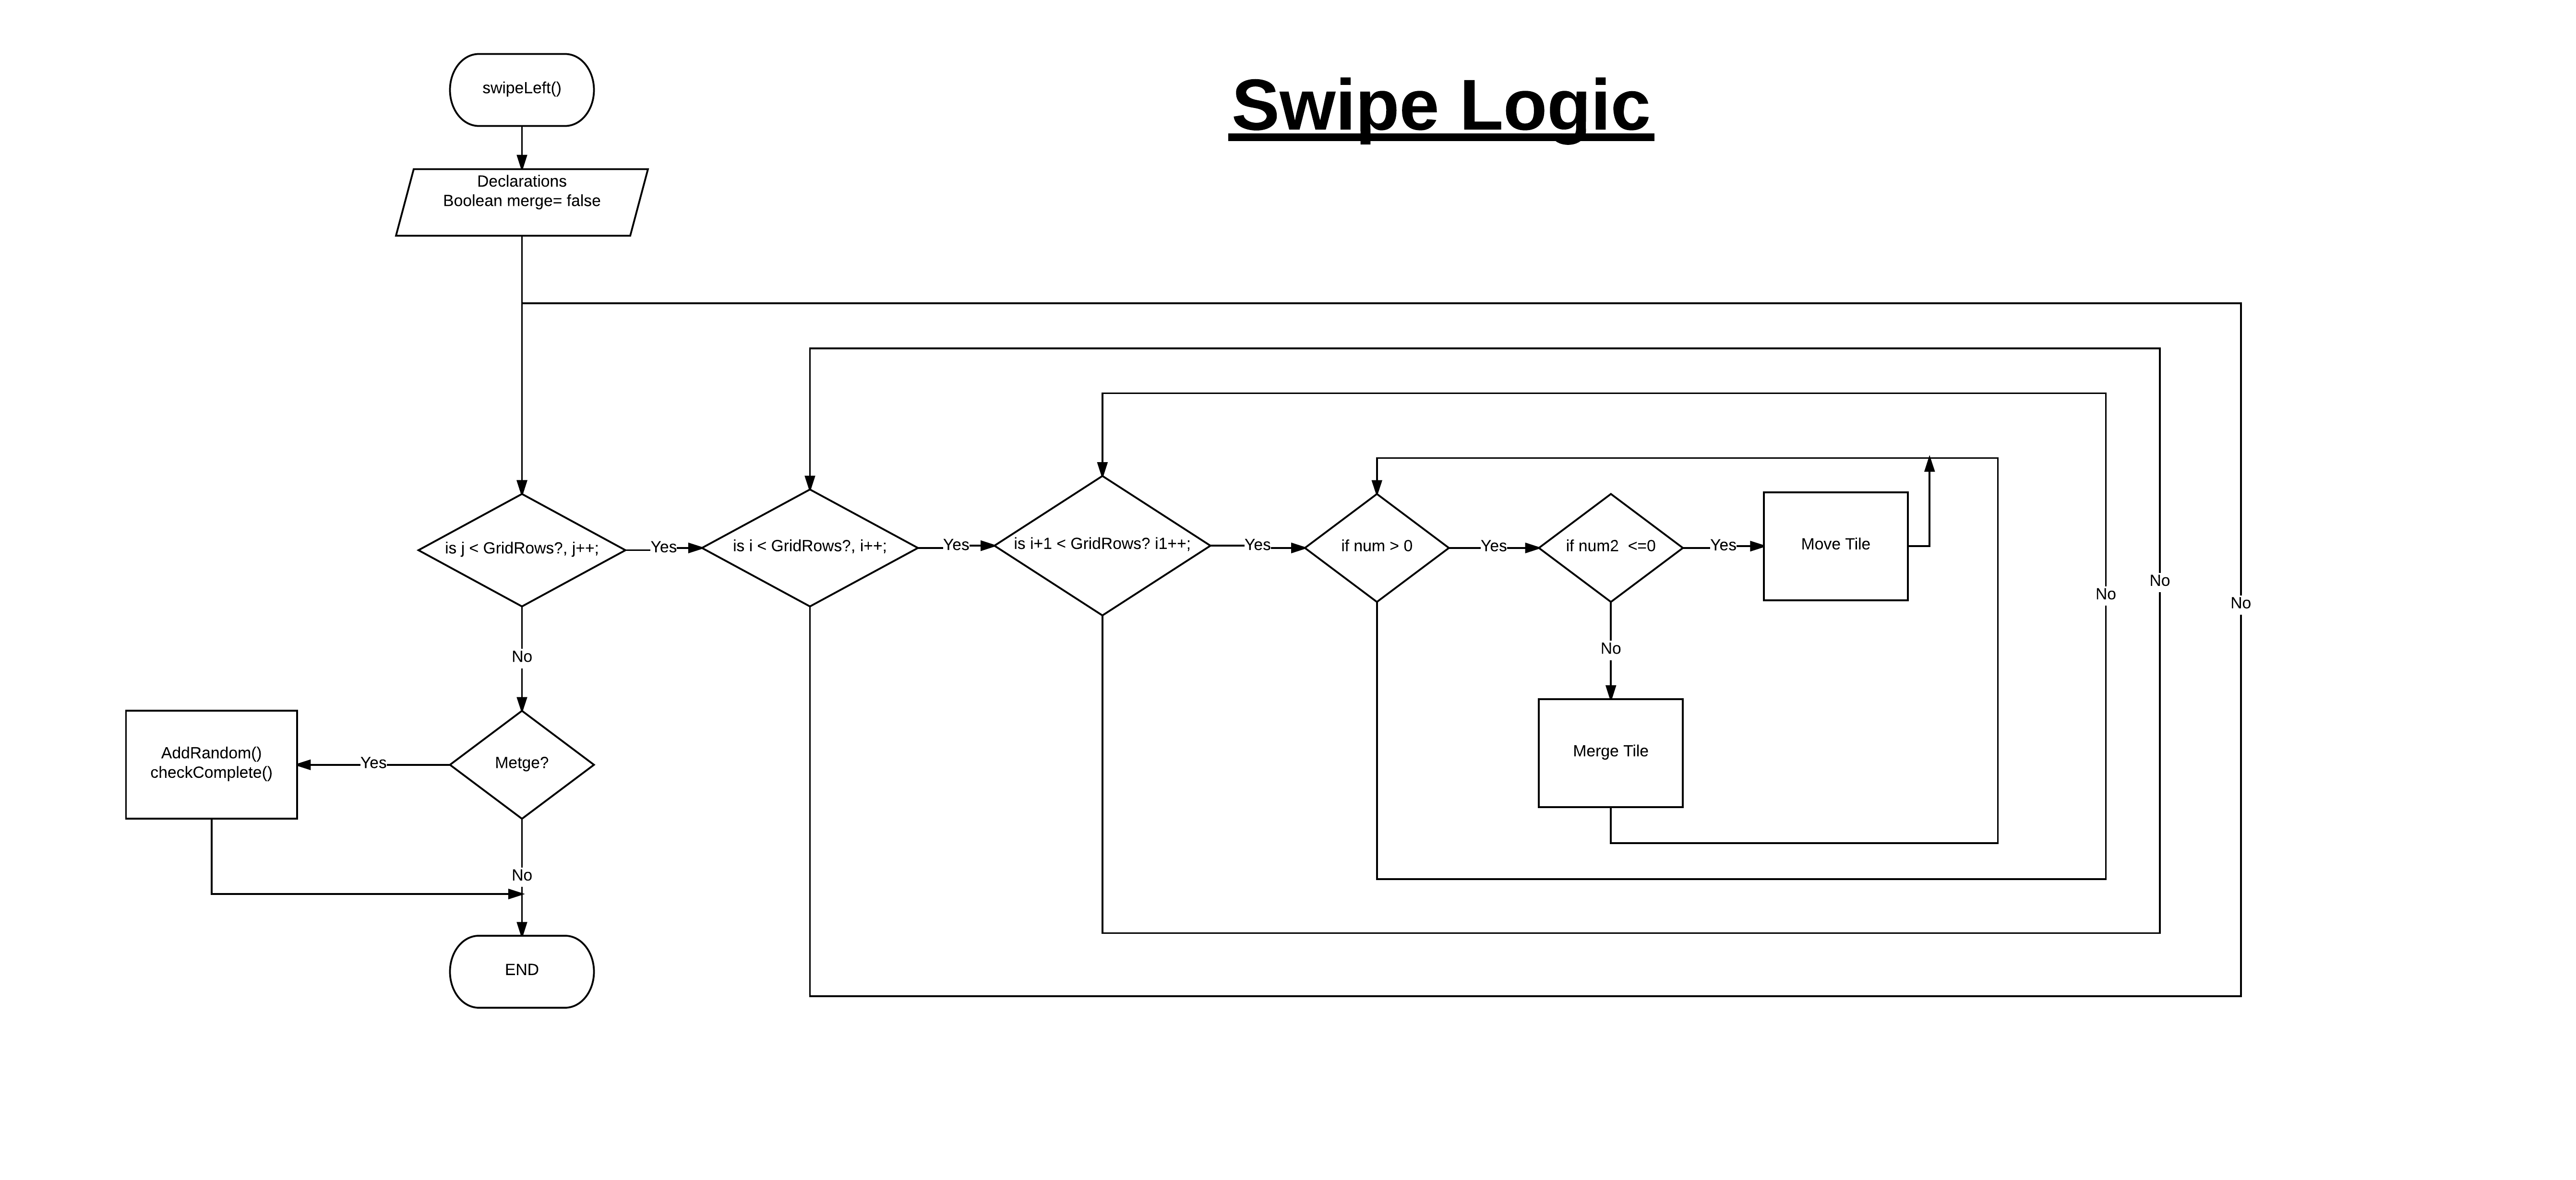 Swipe Logic
swipeLeft()
Declarations
Boolean merge= false
is j < GridRows?, j++;
Yes
is i < GridRows?, i++;
Yes
is i+1 < GridRows? i1++;
Yes
if num > 0
Yes
if num2  <=0
Yes
Move Tile
No
No
No
No
Merge Tile
No
Metge?
Yes
AddRandom()
checkComplete()
No
END